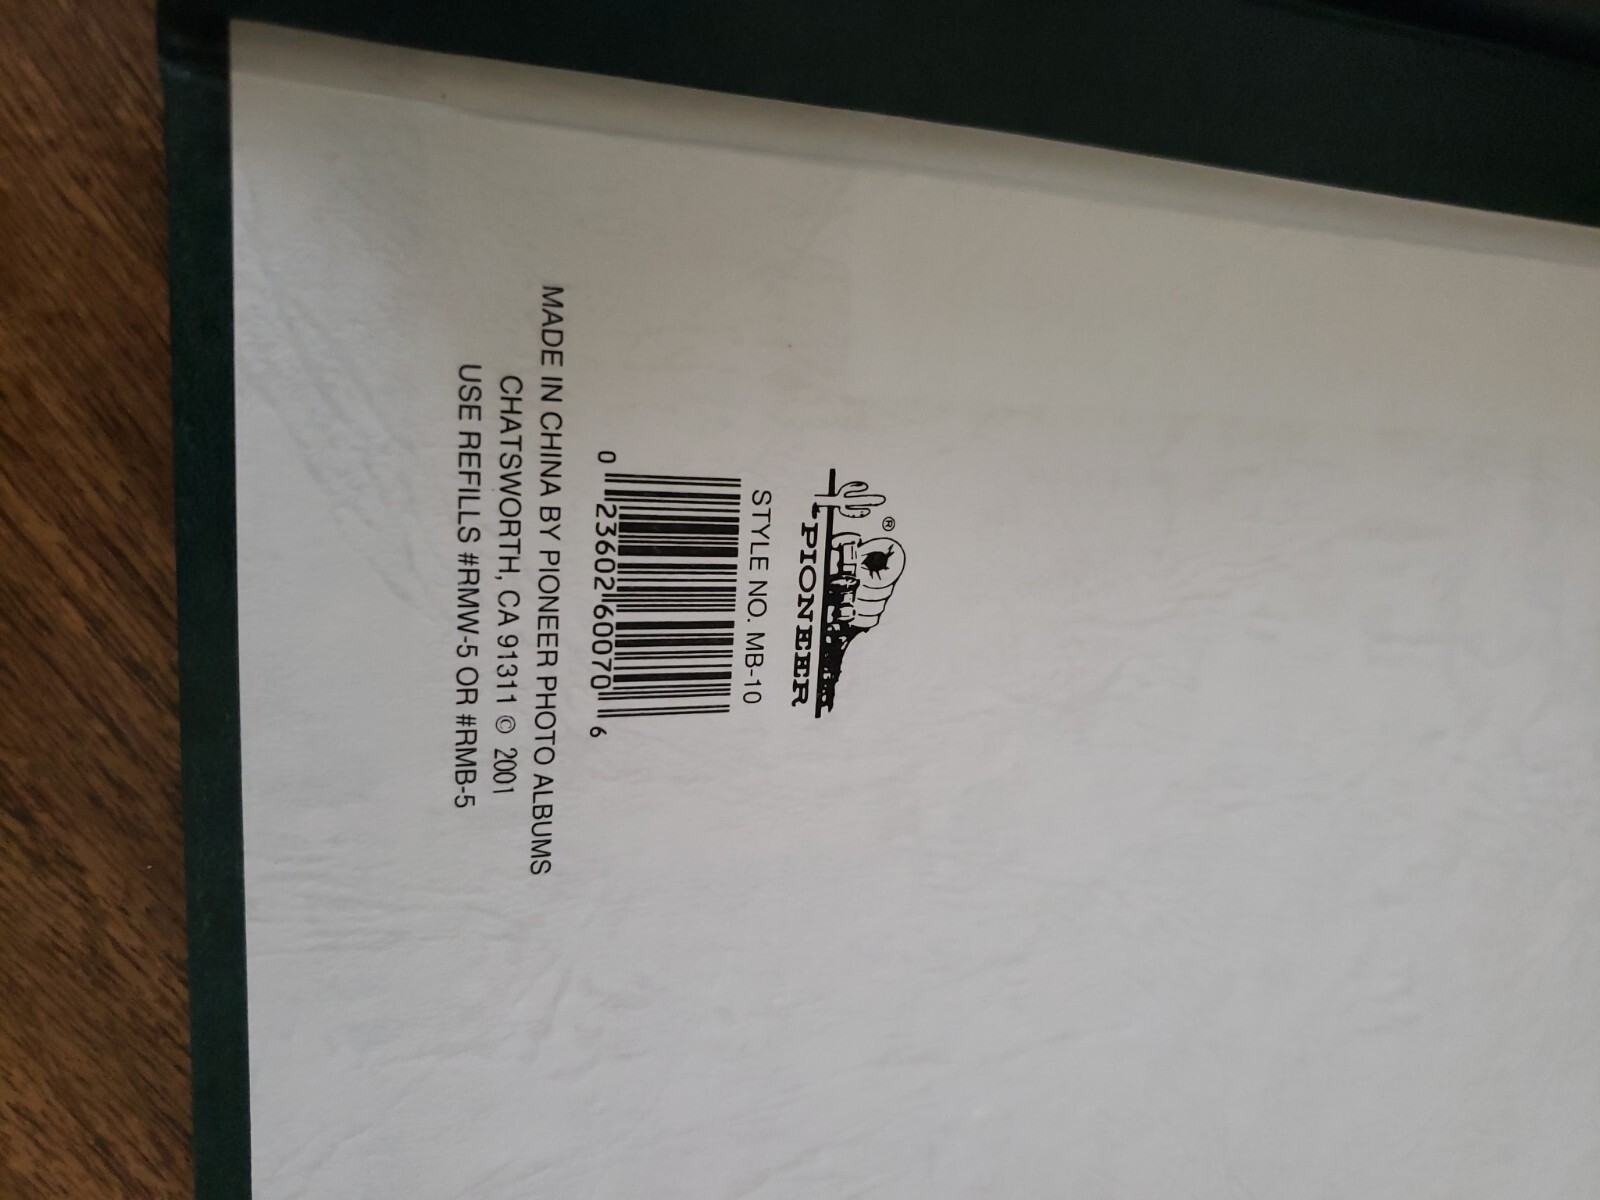 ®
PIONEER
STYLE NO. MB-10
0 23602 60070 6
MADE IN CHINA BY PIONEER PHOTO ALBUMS
CHATSWORTH, CA 91311 © 2001
USE REFILLS #RMW-5 OR #RMB-5